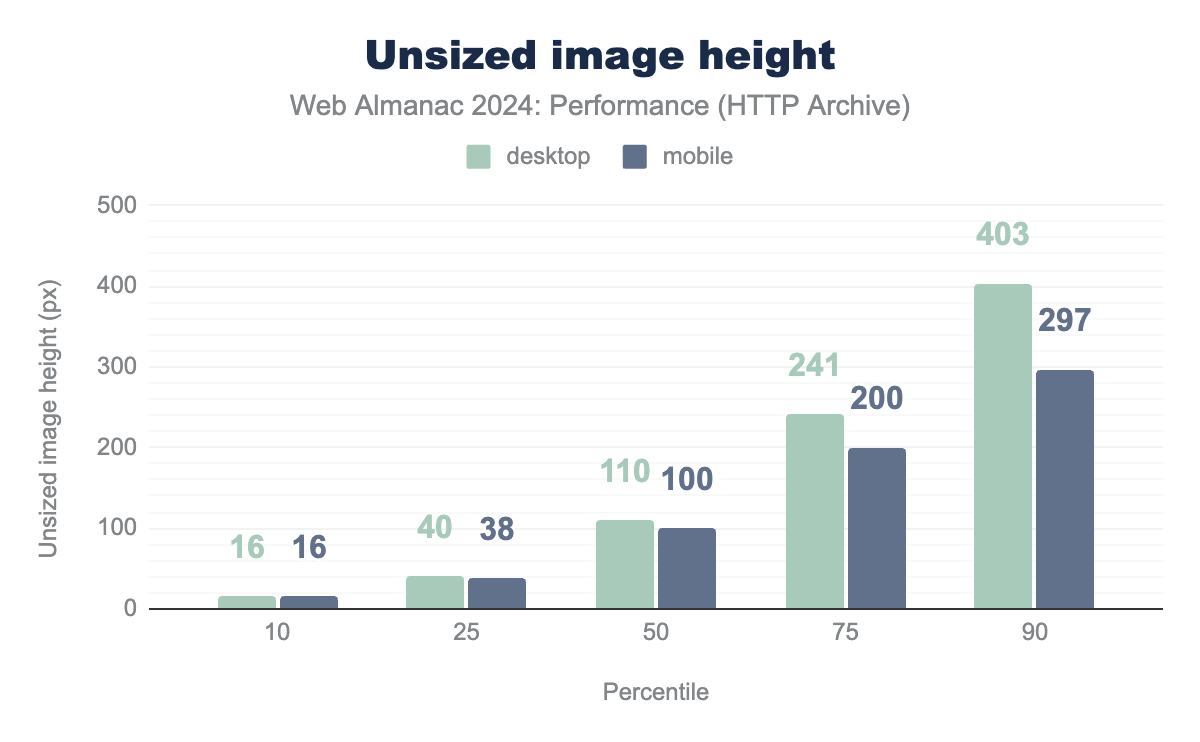 Unsized image height
Web Almanac 2024: Performance (HTTP Archive)
desktop mobile
Unsized image height (px)
500
400
300
200
100
0
16 16
40 38
110 100
241 200
403 297
10 25 50 75 90
Percentile